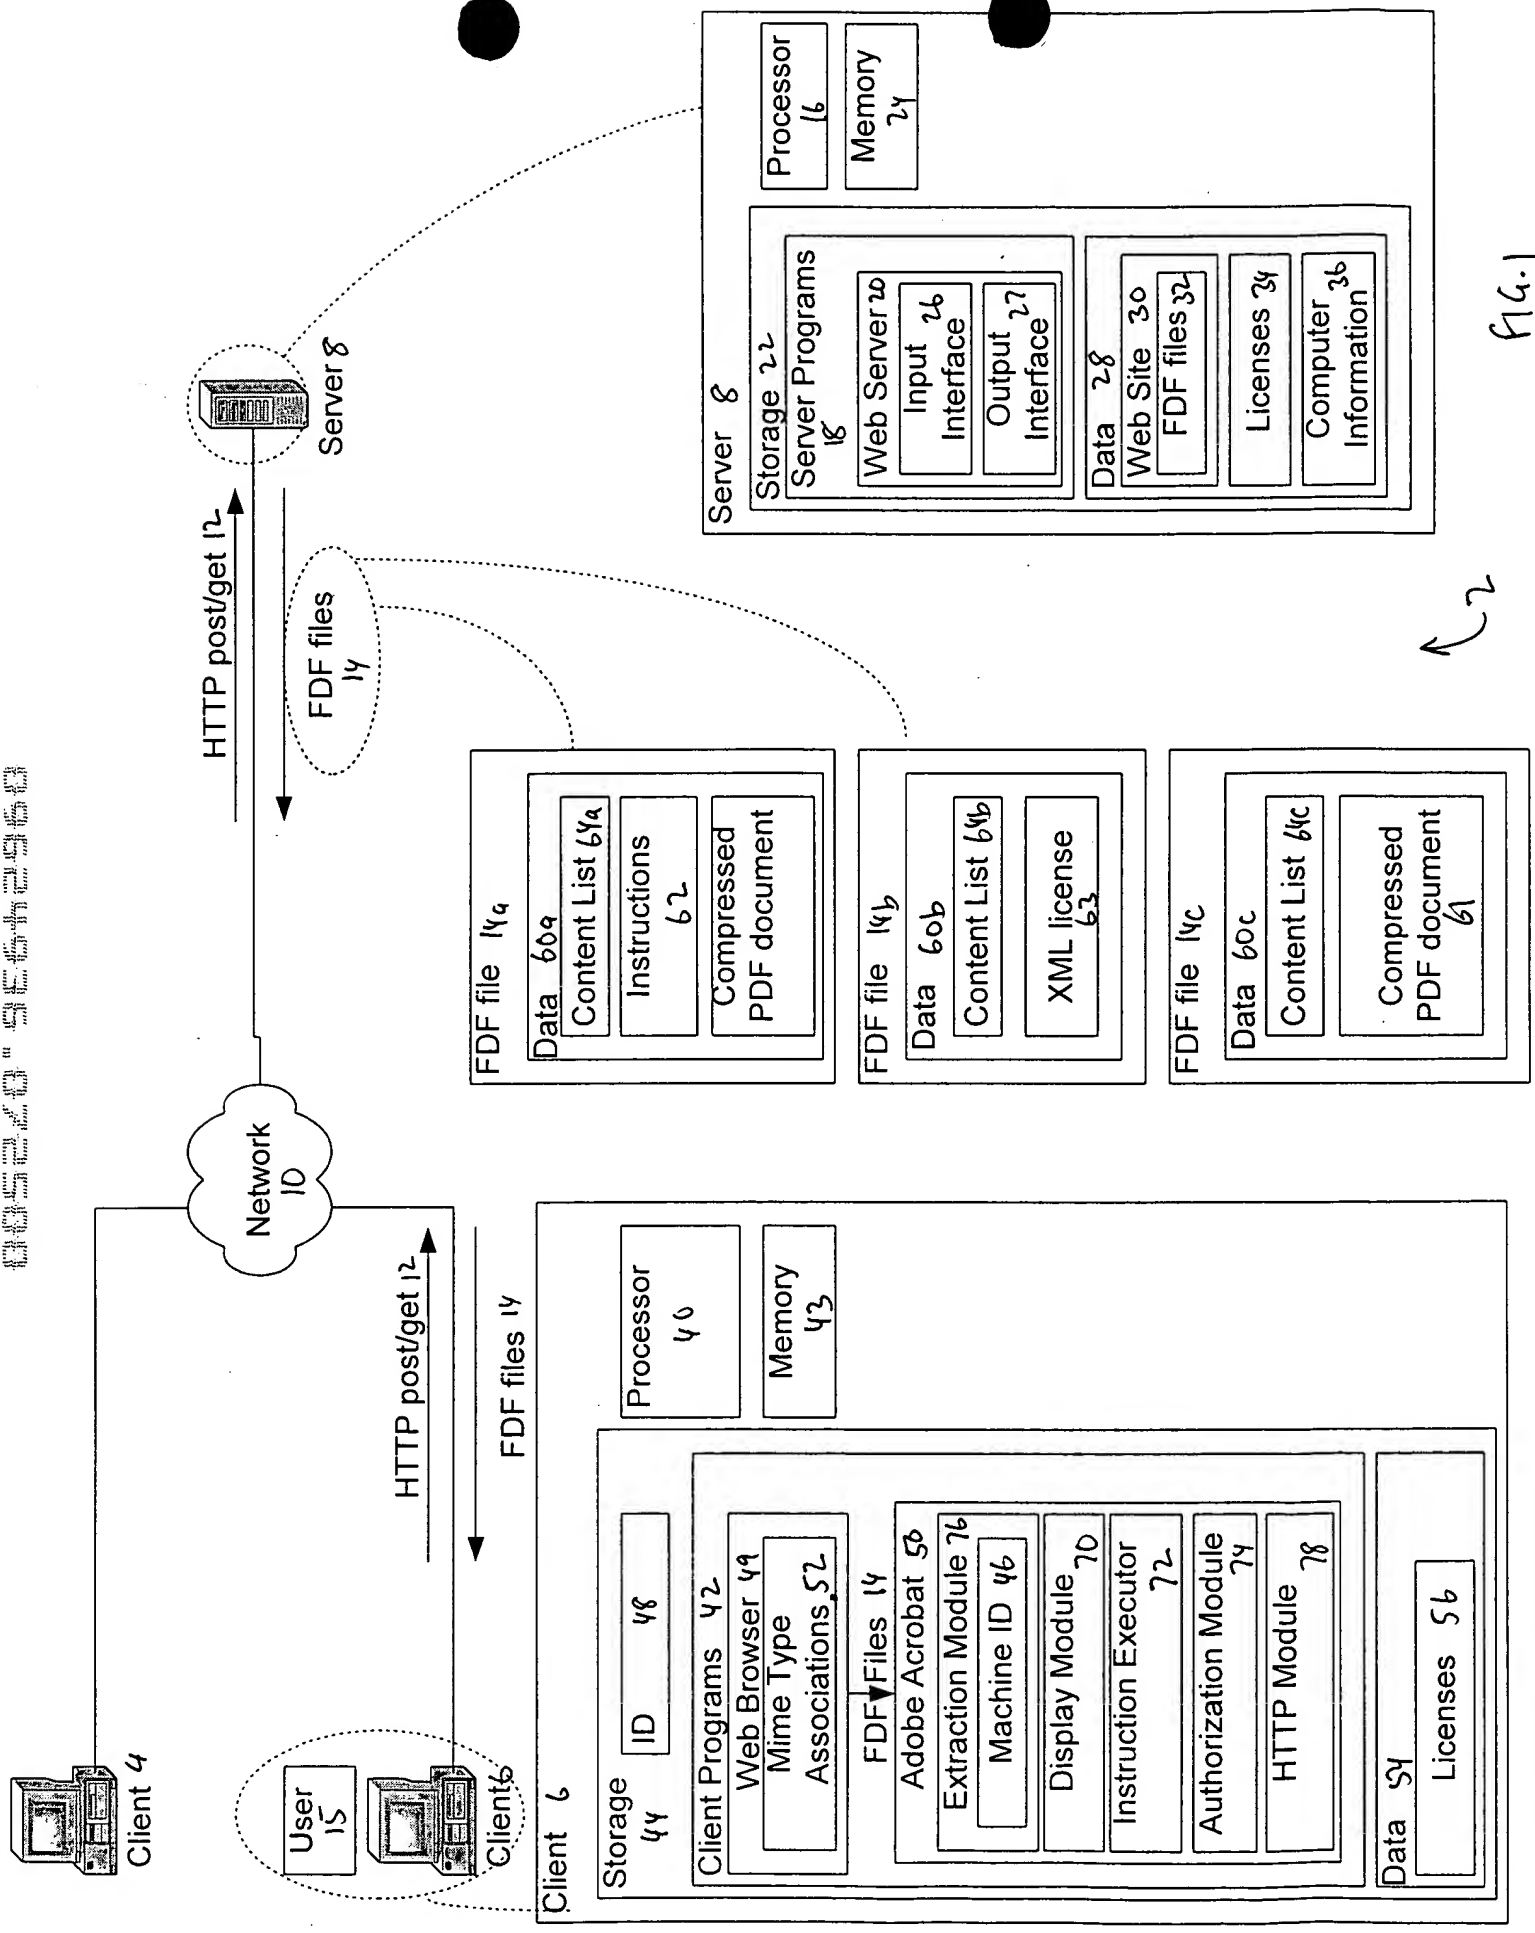 Client 4
User
15
Client 6
HTTP post/get 12
FDF files 14
Network
10
HTTP post/get 12
FDF files
14
Server 8
Client 6
Storage
44
ID 48
Client Programs 42
Web Browser 49
Mime Type
Associations 52
FDF Files 14
Adobe Acrobat 50
Extraction Module 76
Machine ID 46
Display Module 70
Instruction Executor
72
Authorization Module
74
HTTP Module
78
Data 54
Licenses 56
Processor
40
Memory
43
FDF file 14a
Data 60a
Content List 64a
Instructions
62
Compressed
PDF document
FDF file 14b
Data 60b
Content List 64b
XML license
63
FDF file 14c
Data 60c
Content List 64c
Compressed
PDF document
61
Server 8
Storage 22
Server Programs
18
Web Server 20
Input
Interface 26
Output
Interface 27
Data 28
Web Site 30
FDF files 32
Licenses 34
Computer
Information 36
Processor
16
Memory
24
2
FIG. 1